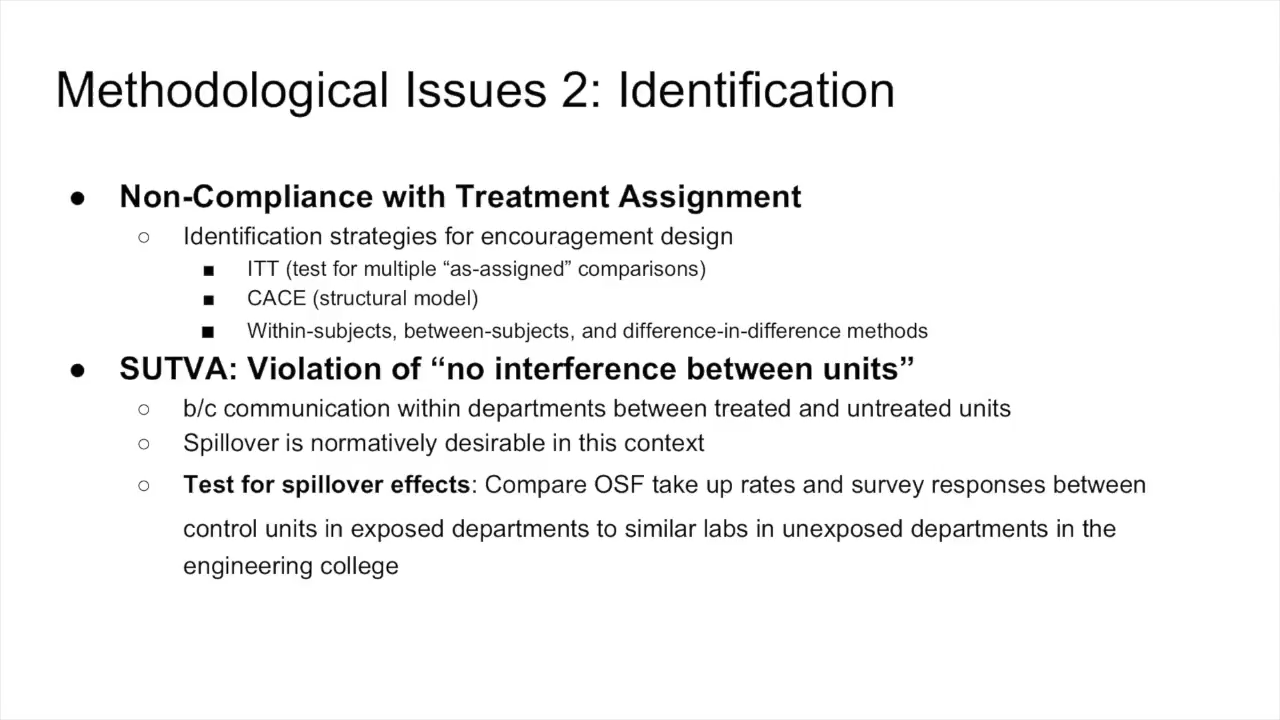 Methodological Issues 2: Identification
● Non-Compliance with Treatment Assignment
○ Identification strategies for encouragement design
■ ITT (test for multiple “as-assigned” comparisons)
■ CACE (structural model)
■ Within-subjects, between-subjects, and difference-in-difference methods
● SUTVA: Violation of “no interference between units”
○ b/c communication within departments between treated and untreated units
○ Spillover is normatively desirable in this context
○ Test for spillover effects: Compare OSF take up rates and survey responses between
control units in exposed departments to similar labs in unexposed departments in the
engineering college